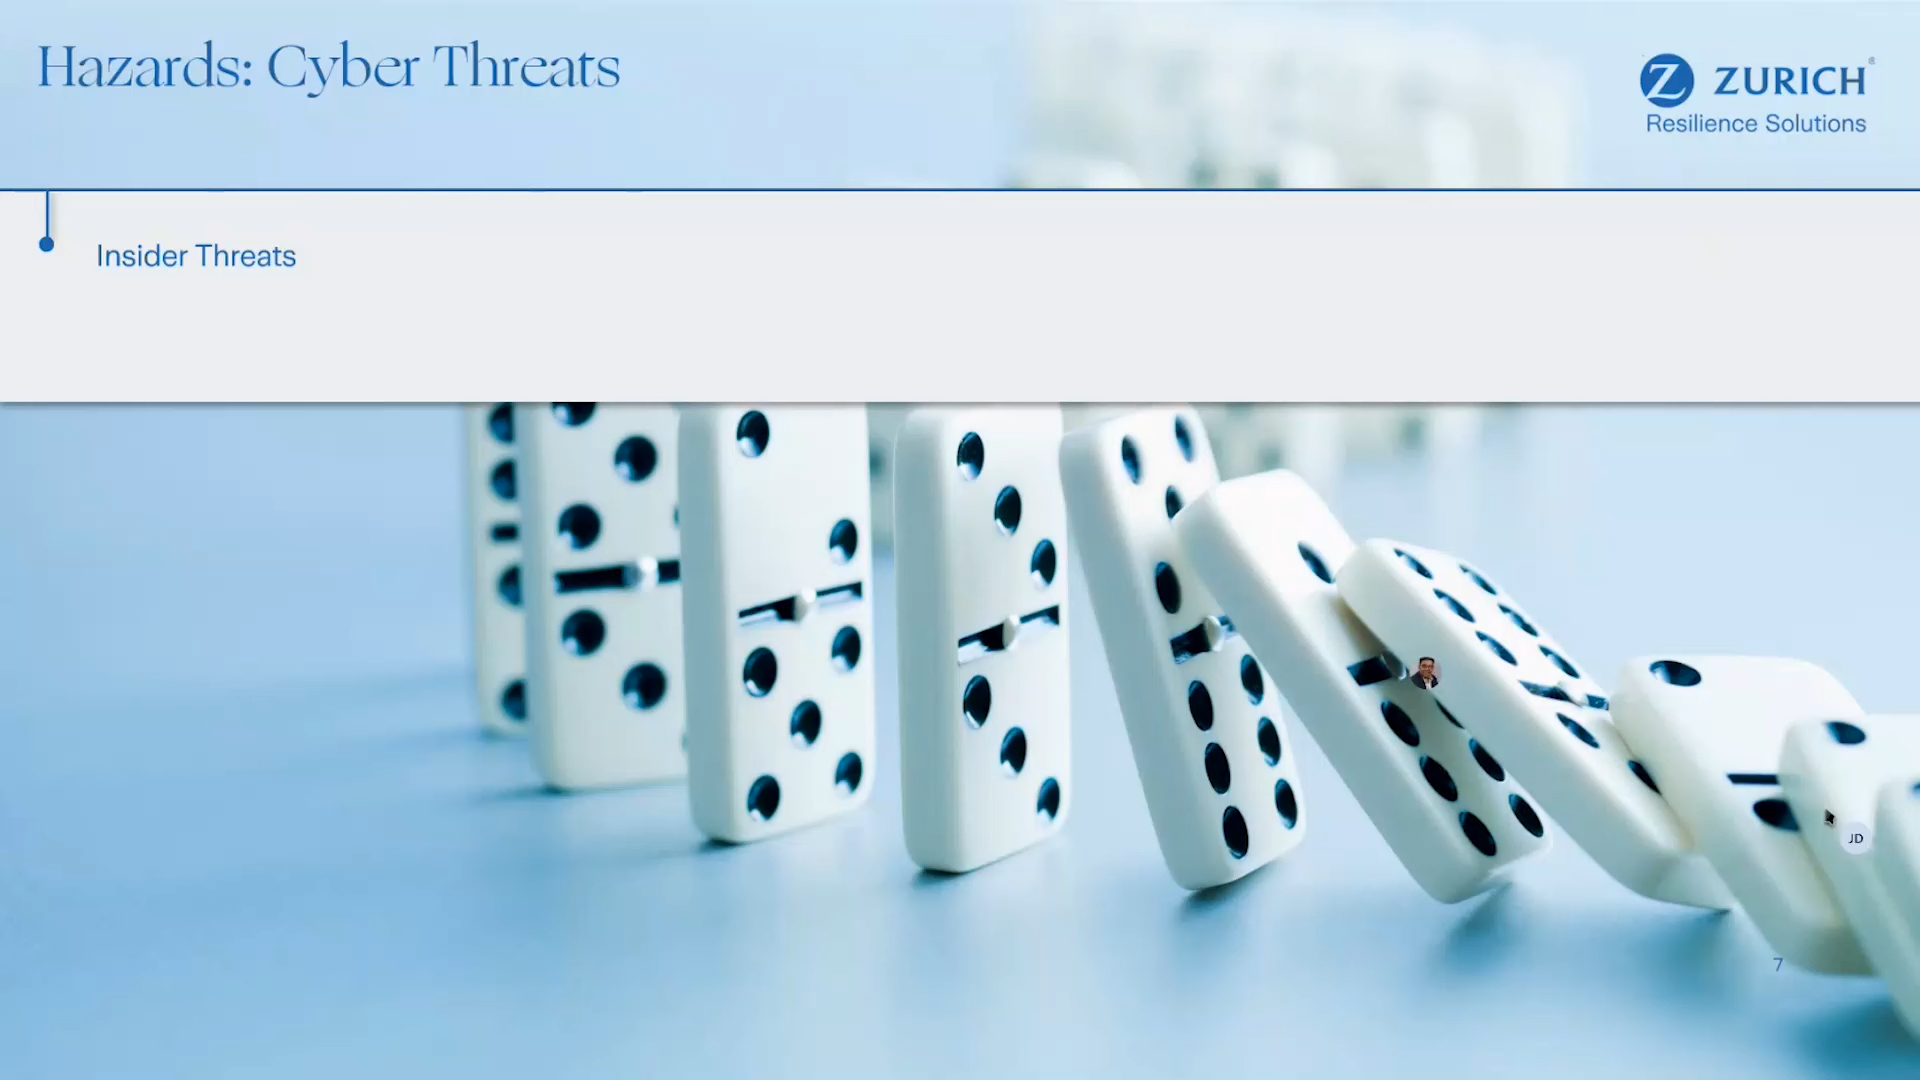 Hazards: Cyber Threats
Z ZURICH®
Resilience Solutions
Insider Threats
JD
7